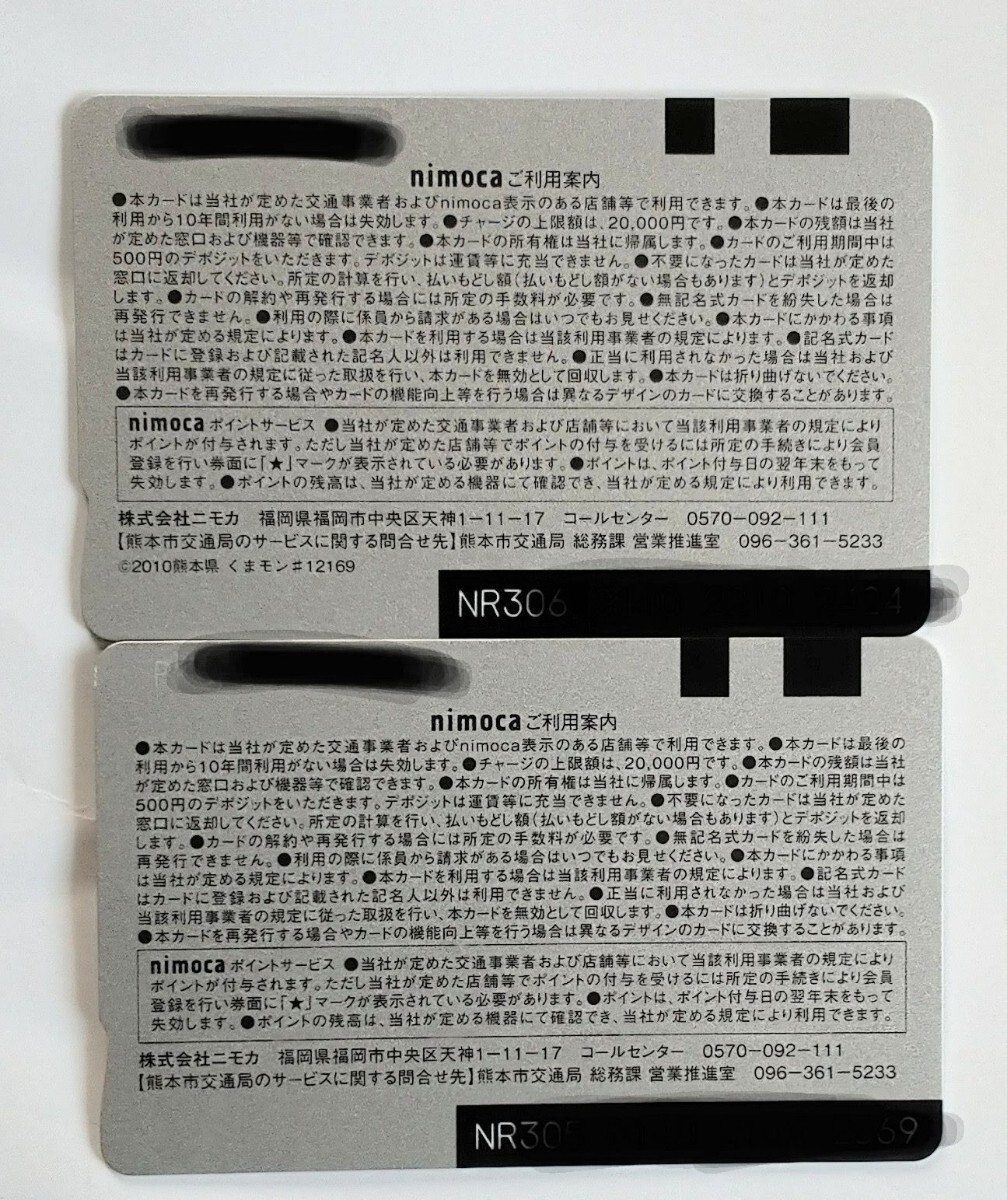 nimocaご利用案内
●本カードは当社が定めた交通事業者およびnimoca表示のある店舗等で利用できます。●本カードは最後の
利用から10年間利用がない場合は失効します。●チャージの上限額は、20,000円です。●本カードの残額は当社
が定めた窓口および機器等で確認できます。●本カードの所有権は当社に帰属します。●カードのご利用期間中は
500円のデポジットをいただきます。デポジットは運賃等に充当できません。●不要になったカードは当社が定めた
窓口に返却してください。所定の計算を行い、払いもどし額(払いもどし額がない場合もあります)とデポジットを返却
します。●カードの解約や再発行する場合には所定の手数料が必要です。●無記名式カードを紛失した場合は
再発行できません。●利用の際に係員から請求がある場合はいつでもお見せください。●本カードにかかわる事項
は当社が定める規定によります。●本カードを利用する場合は当該利用事業者の規定によります。●記名式カード
はカードに登録および記載された記名人以外は利用できません。●正当に利用されなかった場合は当社および
当該利用事業者の規定に従った取扱を行い、本カードを無効として回収します。●本カードは折り曲げないでください。
●本カードを再発行する場合やカードの機能向上等を行う場合は異なるデザインのカードに交換することがあります。
nimocaポイントサービス ●当社が定めた交通事業者および店舗等において当該利用事業者の規定により
ポイントが付与されます。ただし当社が定めた店舗等でポイントの付与を受けるには所定の手続きにより会員
登録を行い券面に「★」マークが表示されている必要があります。●ポイントは、ポイント付与日の翌年末をもって
失効します。●ポイントの残高は、当社が定める機器にて確認でき、当社が定める規定により利用できます。
株式会社ニモカ 福岡県福岡市中央区天神1-11-17 コールセンター 0570-092-111
【熊本市交通局のサービスに関する問合せ先】熊本市交通局 総務課 営業推進室 096-361-5233
©2010熊本県 くまモン#12169
NR306
nimocaご利用案内
●本カードは当社が定めた交通事業者およびnimoca表示のある店舗等で利用できます。●本カードは最後の
利用から10年間利用がない場合は失効します。●チャージの上限額は、20,000円です。●本カードの残額は当社
が定めた窓口および機器等で確認できます。●本カードの所有権は当社に帰属します。●カードのご利用期間中は
500円のデポジットをいただきます。デポジットは運賃等に充当できません。●不要になったカードは当社が定めた
窓口に返却してください。所定の計算を行い、払いもどし額(払いもどし額がない場合もあります)とデポジットを返却
します。●カードの解約や再発行する場合には所定の手数料が必要です。●無記名式カードを紛失した場合は
再発行できません。●利用の際に係員から請求がある場合はいつでもお見せください。●本カードにかかわる事項
は当社が定める規定によります。●本カードを利用する場合は当該利用事業者の規定によります。●記名式カード
はカードに登録および記載された記名人以外は利用できません。●正当に利用されなかった場合は当社および
当該利用事業者の規定に従った取扱を行い、本カードを無効として回収します。●本カードは折り曲げないでください。
●本カードを再発行する場合やカードの機能向上等を行う場合は異なるデザインのカードに交換することがあります。
nimocaポイントサービス ●当社が定めた交通事業者および店舗等において当該利用事業者の規定により
ポイントが付与されます。ただし当社が定めた店舗等でポイントの付与を受けるには所定の手続きにより会員
登録を行い券面に「★」マークが表示されている必要があります。●ポイントは、ポイント付与日の翌年末をもって
失効します。●ポイントの残高は、当社が定める機器にて確認でき、当社が定める規定により利用できます。
株式会社ニモカ 福岡県福岡市中央区天神1-11-17 コールセンター 0570-092-111
【熊本市交通局のサービスに関する問合せ先】熊本市交通局 総務課 営業推進室 096-361-5233
NR305